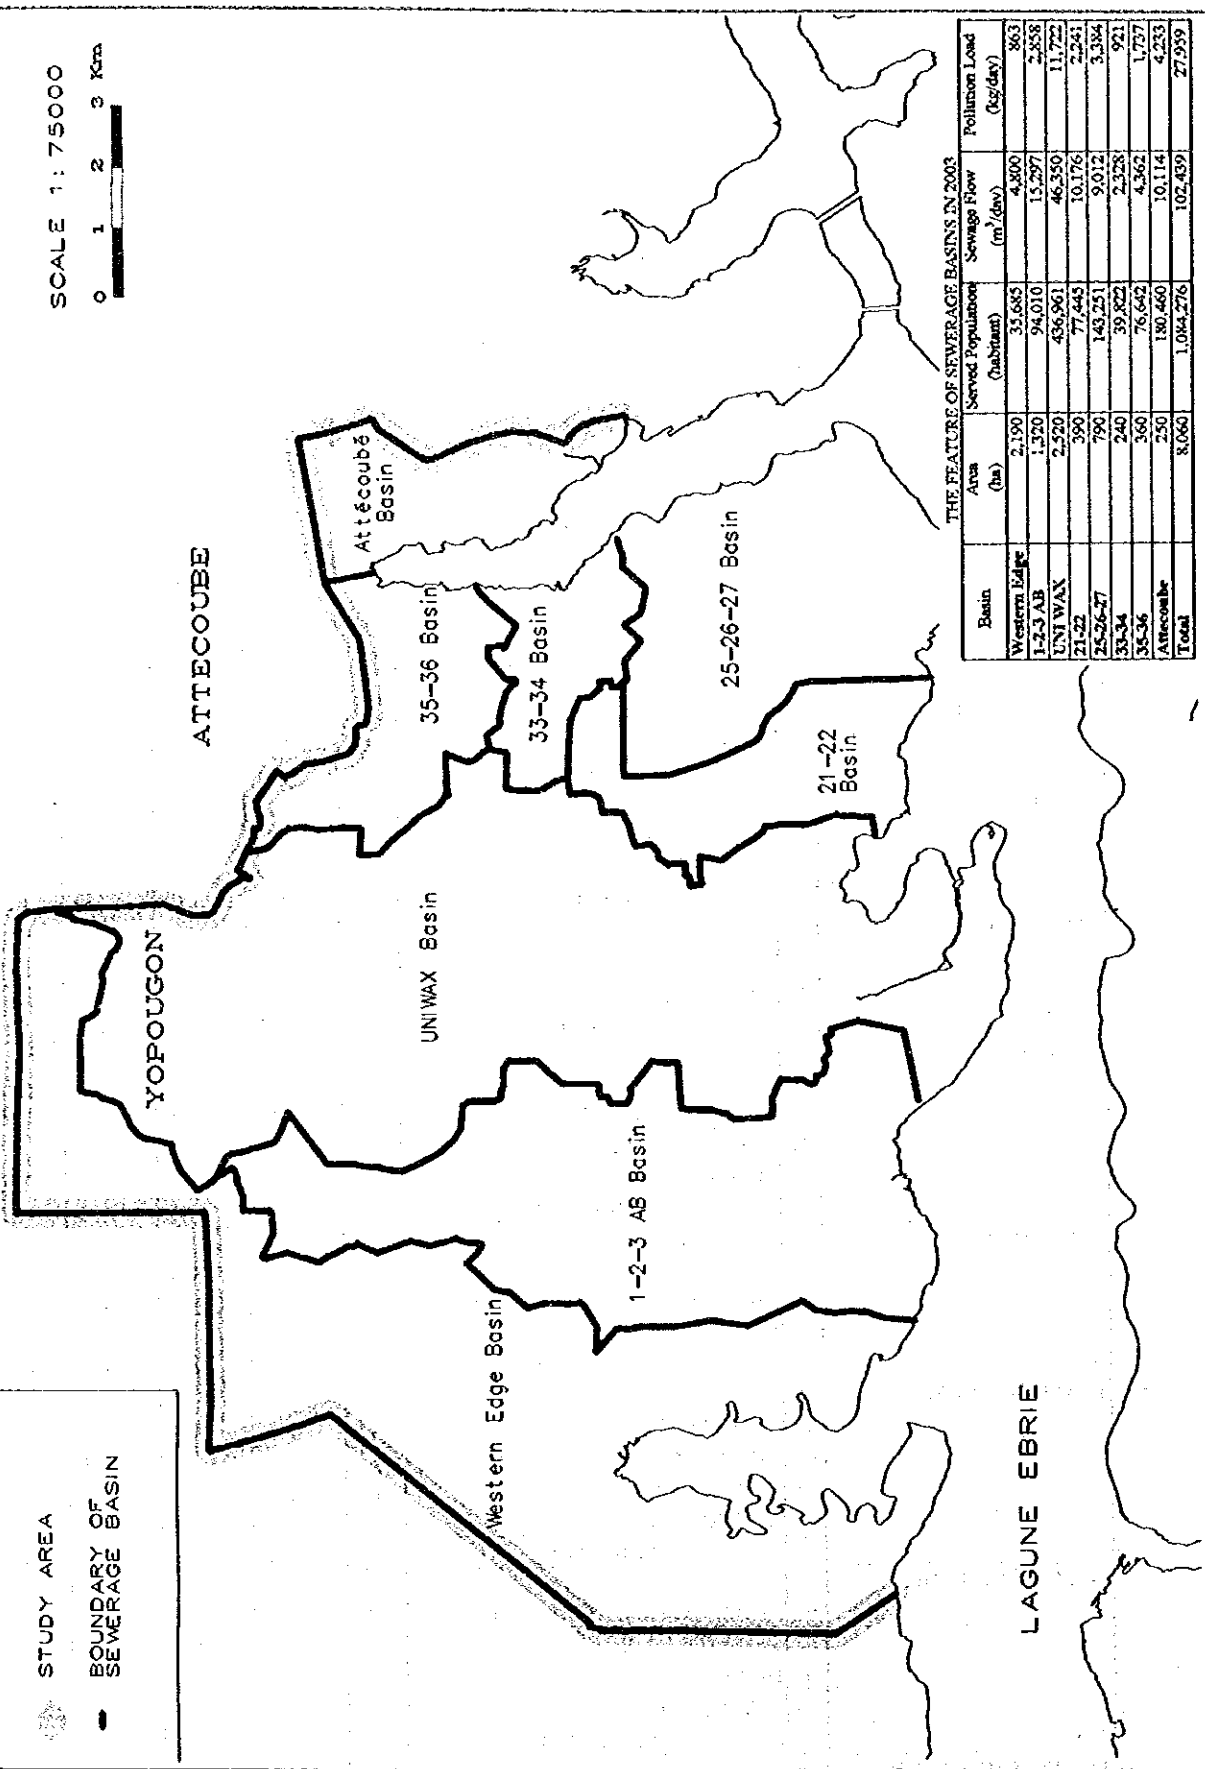 STUDY AREA
BOUNDARY OF
SEWERAGE BASIN
SCALE 1:75000
0 1 2 3 Km
ATTECOUBE
YOPOUGON
Attécoubé
Basin
35-36 Basin
33-34 Basin
25-26-27 Basin
21-22
Basin
UNIWAX Basin
1-2-3 AB Basin
Western Edge Basin
LAGUNE EBRIE
THE FEATURE OF SEWERAGE BASINS IN 2003
Basin Area Served Population Sewage Flow Pollution Load
(ha) (habitant) (m³/day) (kg/day)
Western Edge 2,190 35,685 4,800 863
1-2-3 AB 1,320 94,010 15,297 2,858
UNI WAX 2,520 436,961 46,350 11,722
21-22 390 77,445 10,176 2,241
25-26-27 790 143,251 9,012 3,384
33-34 240 39,822 2,328 921
35-36 360 76,642 4,362 1,737
Attecoube 250 180,460 10,114 4,233
Total 8,060 1,084,276 102,439 27,959